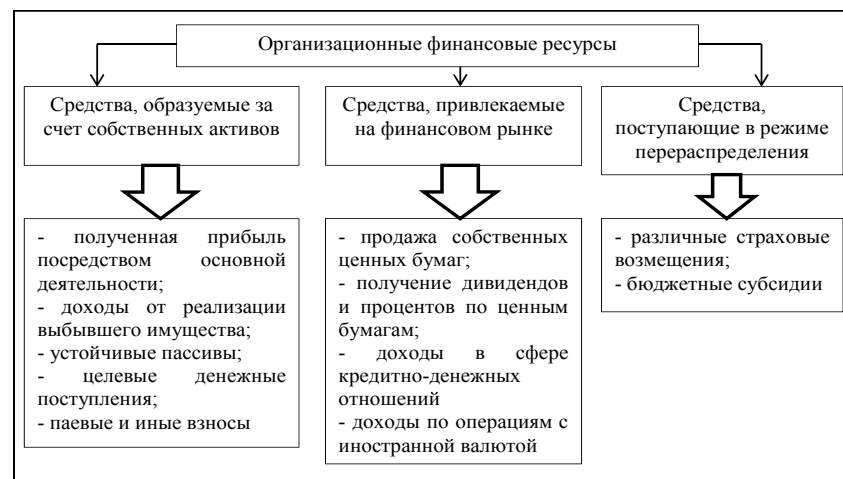 Организационные финансовые ресурсы
Средства, образуемые за
счет собственных активов
Средства, привлекаемые
на финансовом рынке
Средства,
поступающие в режиме
перераспределения
- полученная прибыль
посредством основной
деятельности;
- доходы от реализации
выбывшего имущества;
- устойчивые пассивы;
- целевые денежные
поступления;
- паевые и иные взносы
- продажа собственных
ценных бумаг;
- получение дивидендов
и процентов по ценным
бумагам;
- доходы в сфере
кредитно-денежных
отношений
- доходы по операциям с
иностранной валютой
- различные страховые
возмещения;
- бюджетные субсидии